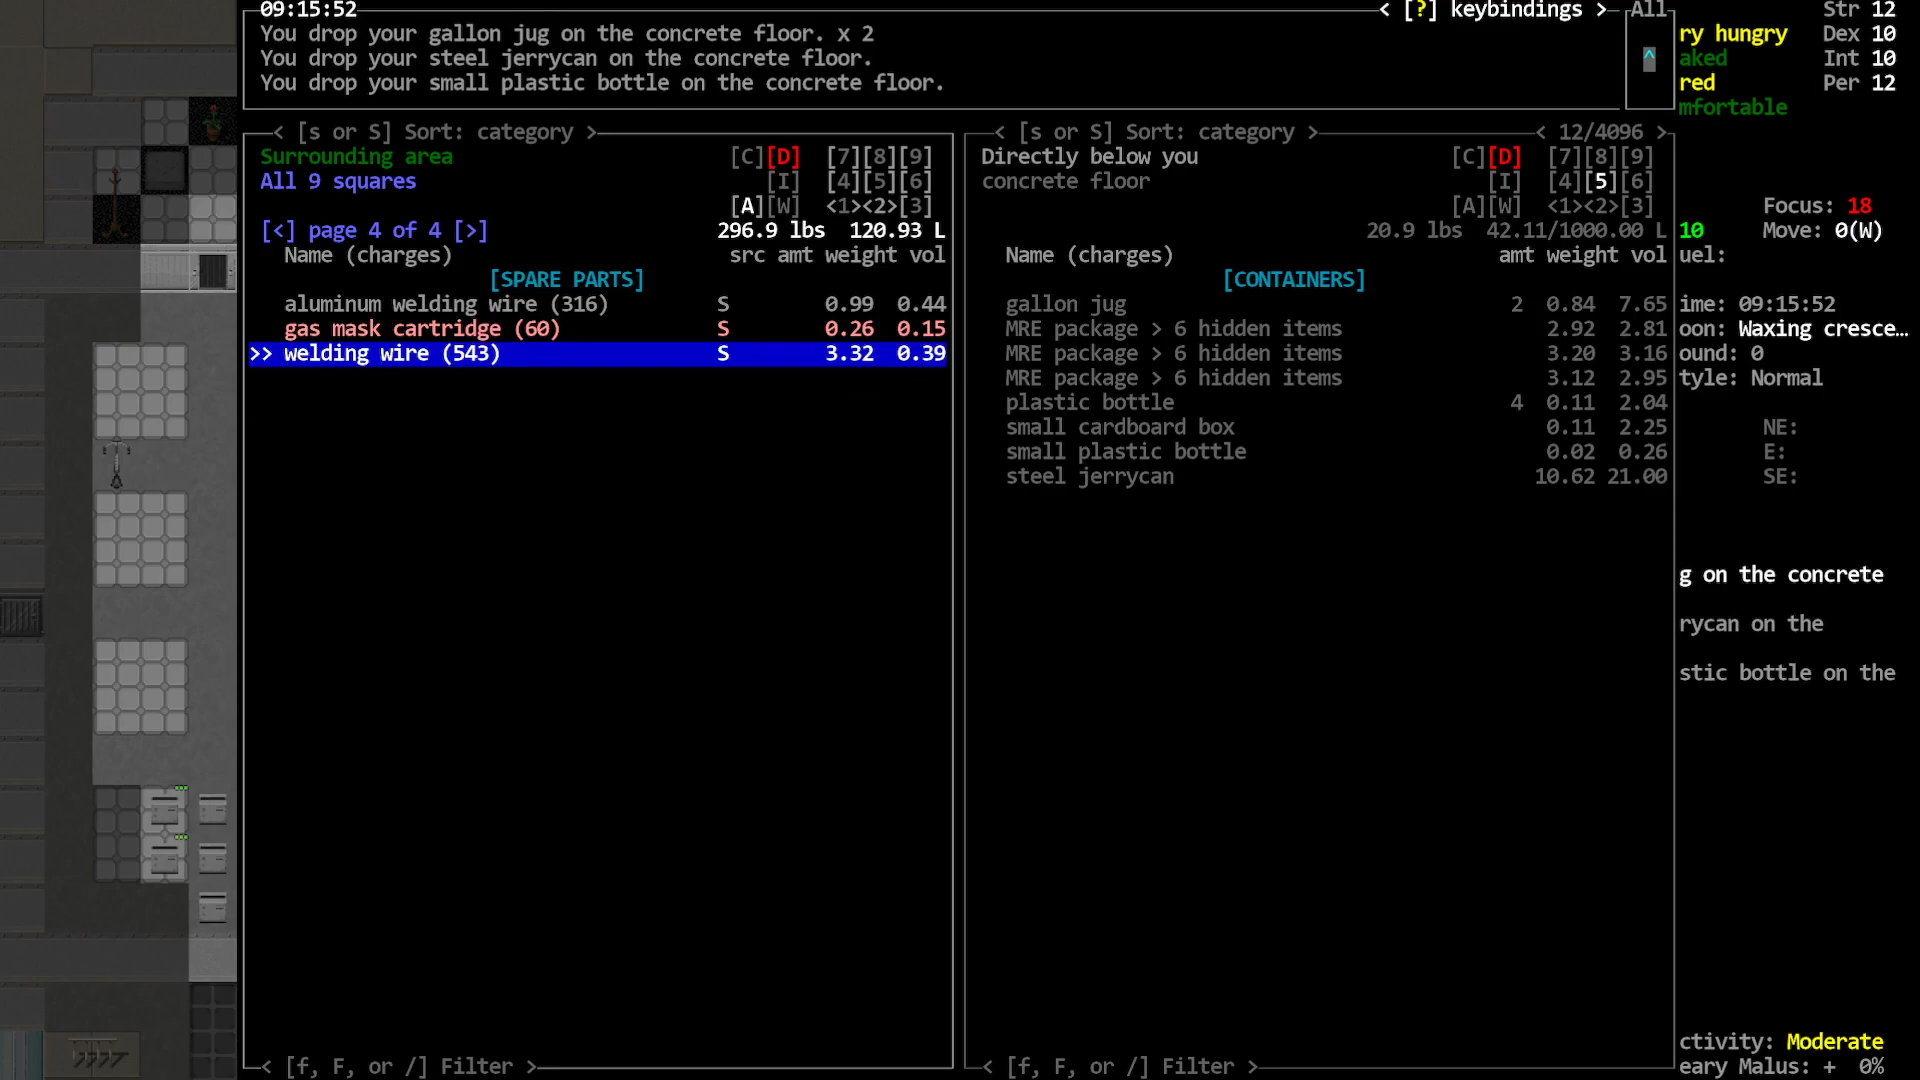 09:15:52
< [?] keybindings >
All
You drop your gallon jug on the concrete floor. x 2
You drop your steel jerrycan on the concrete floor.
You drop your small plastic bottle on the concrete floor.
< [s or S] Sort: category >
Surrounding area [C][D] [7][8][9]
All 9 squares [I] [4][5][6]
[A][W] <1><2>[3]
[<] page 4 of 4 [>] 296.9 lbs 120.93 L
Name (charges) src amt weight vol
[SPARE PARTS]
aluminum welding wire (316) S 0.99 0.44
gas mask cartridge (60) S 0.26 0.15
>> welding wire (543) S 3.32 0.39
< [f, F, or /] Filter >
< [s or S] Sort: category > < 12/4096 >
Directly below you [C][D] [7][8][9]
concrete floor [I] [4][5][6]
[A][W] <1><2>[3]
20.9 lbs 42.11/1000.00 L
Name (charges) amt weight vol
[CONTAINERS]
gallon jug 2 0.84 7.65
MRE package > 6 hidden items 2.92 2.81
MRE package > 6 hidden items 3.20 3.16
MRE package > 6 hidden items 3.12 2.95
plastic bottle 4 0.11 2.04
small cardboard box 0.11 2.25
small plastic bottle 0.02 0.26
steel jerrycan 10.62 21.00
< [f, F, or /] Filter >
Str 12
ry hungry Dex 10
aked Int 10
red Per 12
mfortable
Focus: 18
10 Move: 0(W)
uel:
ime: 09:15:52
oon: Waxing cresce…
ound: 0
tyle: Normal
NE:
E:
SE:
g on the concrete
rycan on the
stic bottle on the
ctivity: Moderate
eary Malus: + 0%